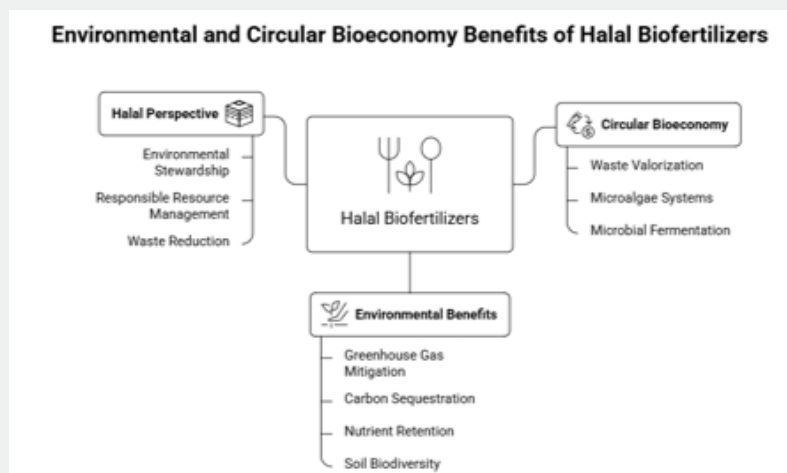 Environmental and Circular Bioeconomy Benefits of Halal Biofertilizers
Halal Perspective
Environmental
Stewardship
Responsible Resource
Management
Waste Reduction
Halal Biofertilizers
Circular Bioeconomy
Waste Valorization
Microalgae Systems
Microbial Fermentation
Environmental Benefits
Greenhouse Gas
Mitigation
Carbon Sequestration
Nutrient Retention
Soil Biodiversity